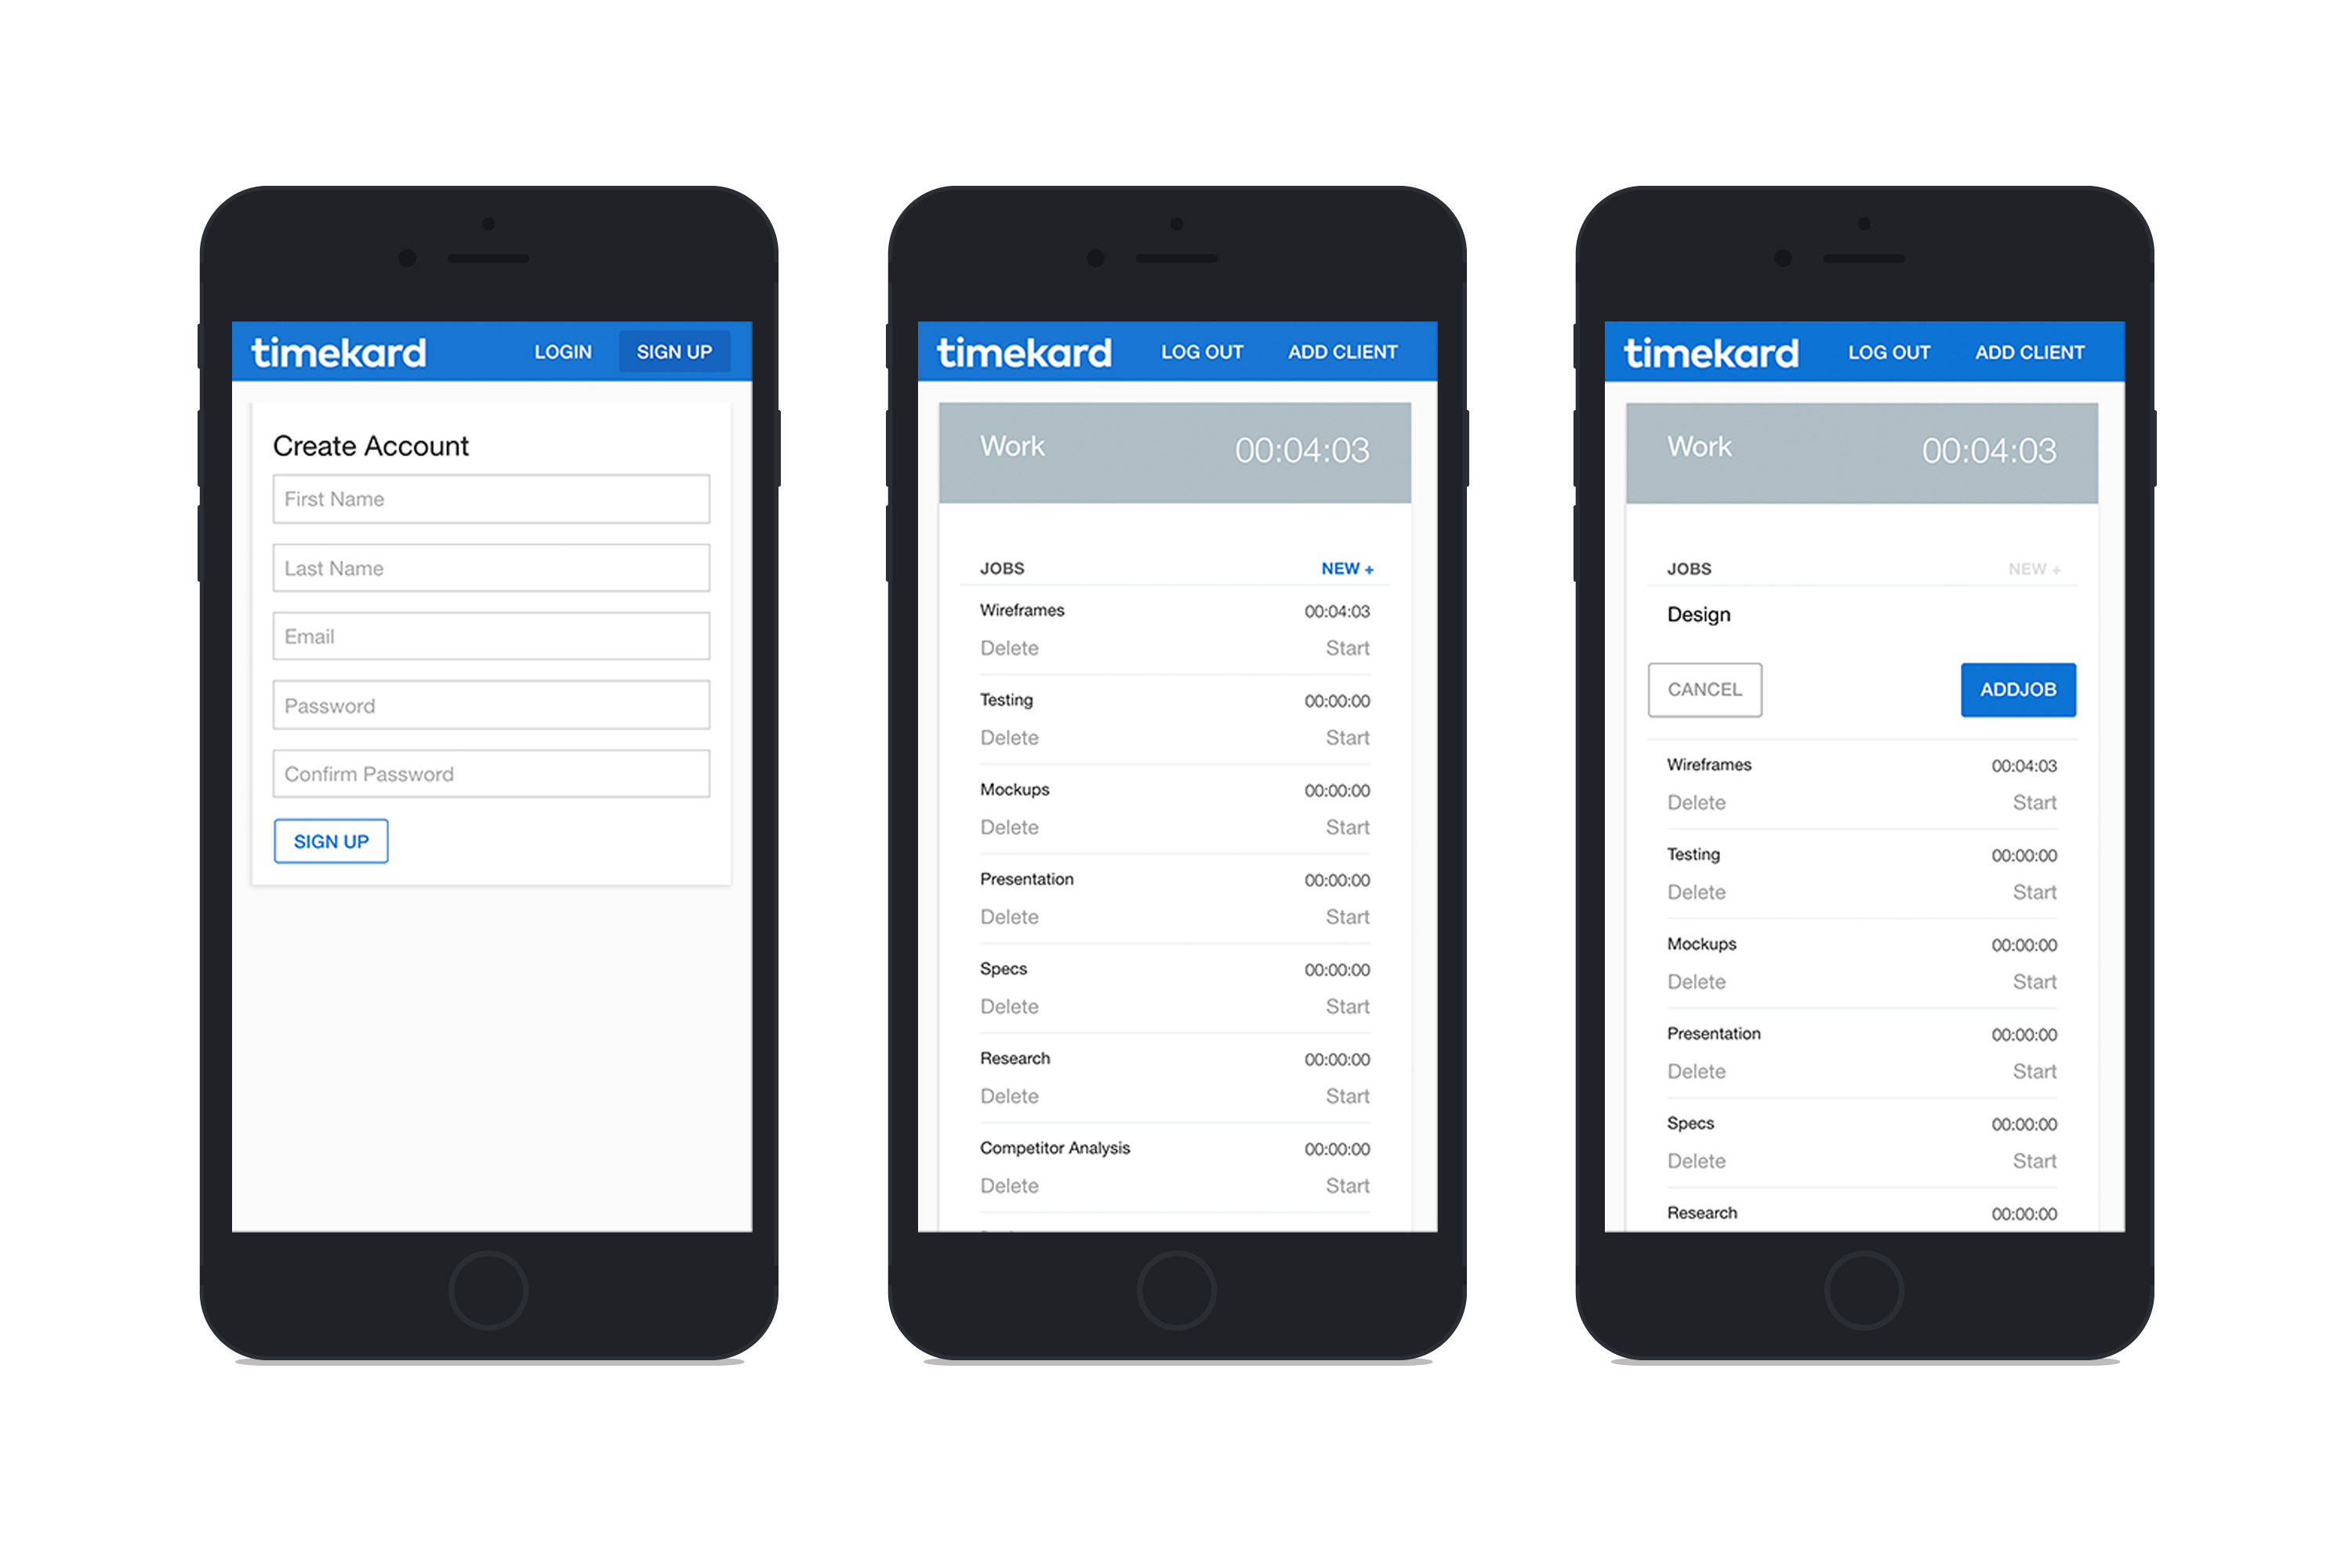 timekard LOGIN SIGN UP
Create Account
First Name
Last Name
Email
Password
Confirm Password
SIGN UP
timekard LOG OUT ADD CLIENT
Work 00:04:03
JOBS NEW +
Wireframes 00:04:03
Delete Start
Testing 00:00:00
Delete Start
Mockups 00:00:00
Delete Start
Presentation 00:00:00
Delete Start
Specs 00:00:00
Delete Start
Research 00:00:00
Delete Start
Competitor Analysis 00:00:00
Delete Start
timekard LOG OUT ADD CLIENT
Work 00:04:03
JOBS NEW +
Design
CANCEL ADDJOB
Wireframes 00:04:03
Delete Start
Testing 00:00:00
Delete Start
Mockups 00:00:00
Delete Start
Presentation 00:00:00
Delete Start
Specs 00:00:00
Delete Start
Research 00:00:00